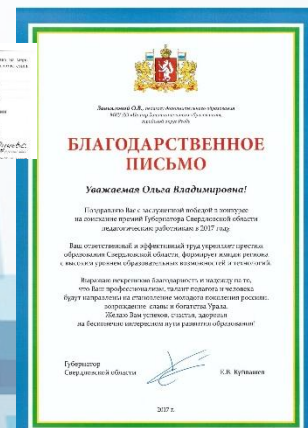 БЛАГОДАРСТВЕННОЕ
ПИСЬМО
Уважаемая Ольга Владимировна!
Поздравляю Вас с заслуженной победой в конкурсе
на соискание премий Губернатора Свердловской области
педагогическим работникам в 2017 году
Ваш ответственный и эффективный труд укрепляет престиж
образования Свердловской области, формирует имидж региона
с высоким уровнем образовательных возможностей и технологий.
Выражаю искреннюю благодарность и надежду на то,
что Ваш профессионализм, талант педагога и человека
будут направлены на становление молодого поколения россиян,
возрождение славы и богатства Урала.
Желаю Вам успехов, счастья, здоровья
на бесконечно интересном пути развития образования!
Губернатор
Свердловской области
Е.В. Куйвашев
2017 г.